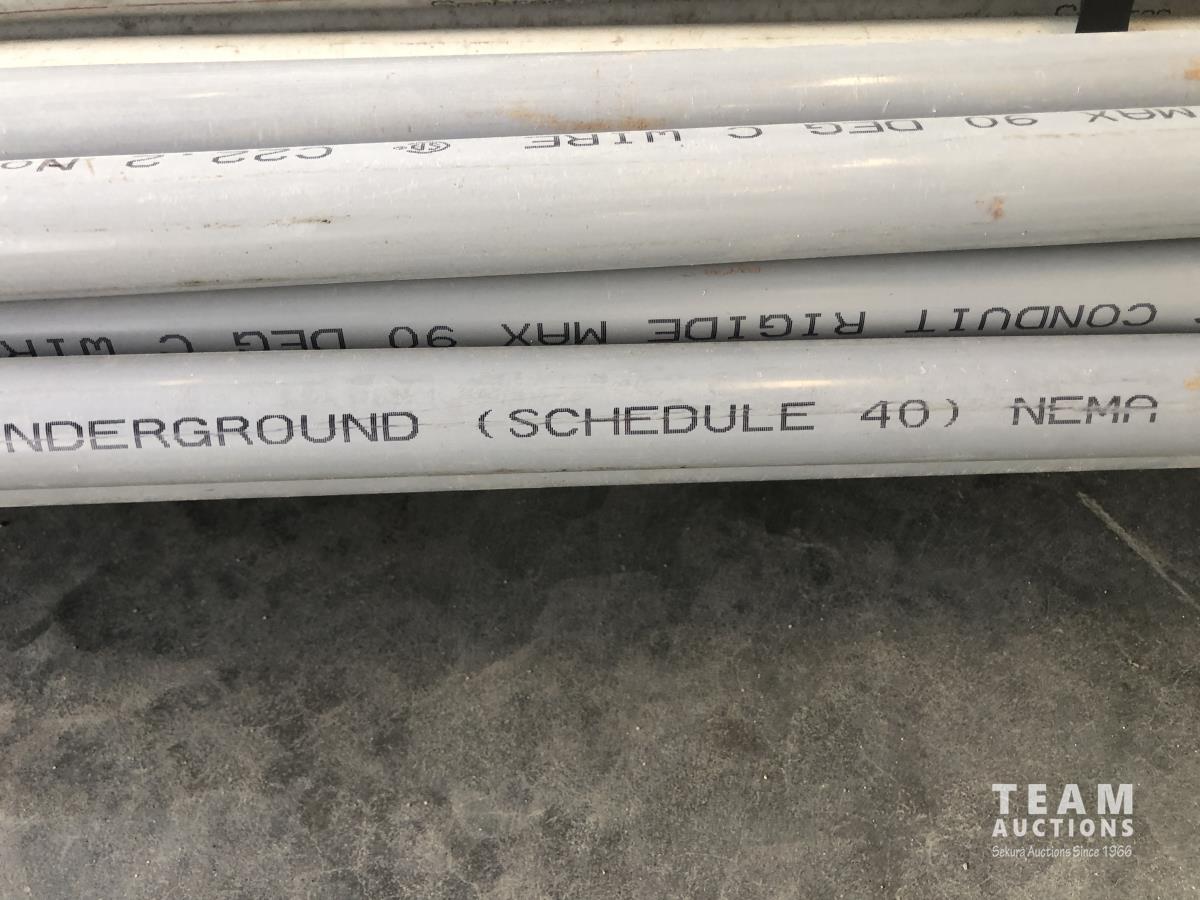 MAX 90 DEG C WIRE C22.2 No
CONDUIT RIGIDE MAX 90 DEG C WIR
NDERGROUND (SCHEDULE 40) NEMA
TEAM
AUCTIONS
Sekura Auctions Since 1966